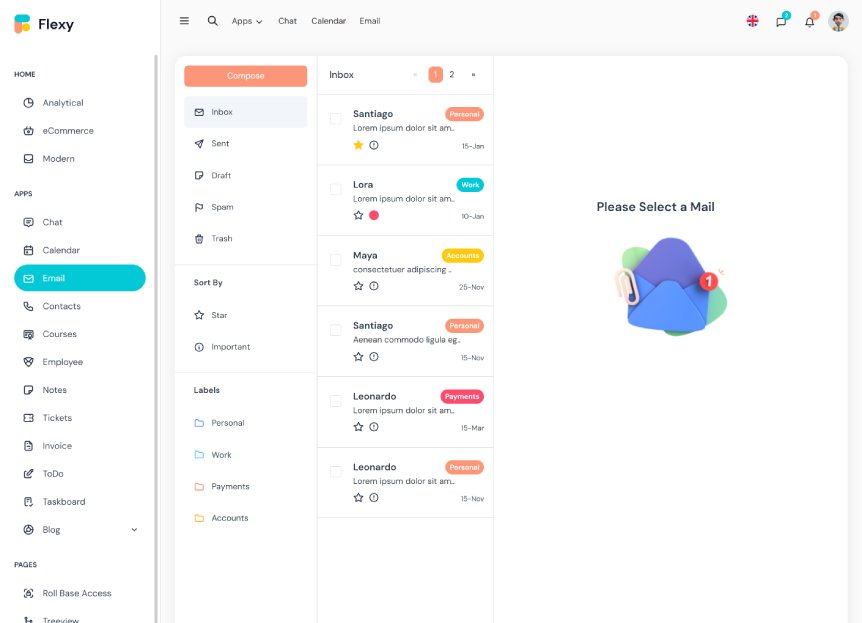 Flexy
Apps Chat Calendar Email
HOME
Analytical
eCommerce
Modern
APPS
Chat
Calendar
Email
Contacts
Courses
Employee
Notes
Tickets
Invoice
ToDo
Taskboard
Blog
PAGES
Roll Base Access
Treeview
Compose
Inbox
Sent
Draft
Spam
Trash
Sort By
Star
Important
Labels
Personal
Work
Payments
Accounts
Inbox « 1 2 »
Santiago Personal
Lorem ipsum dolor sit am..
15-Jan
Lora Work
Lorem ipsum dolor sit am..
10-Jan
Maya Accounts
consectetuer adipiscing ..
25-Nov
Santiago Personal
Aenean commodo ligula eg..
15-Nov
Leonardo Payments
Lorem ipsum dolor sit am..
15-Mar
Leonardo Personal
Lorem ipsum dolor sit am..
15-Nov
Please Select a Mail
1